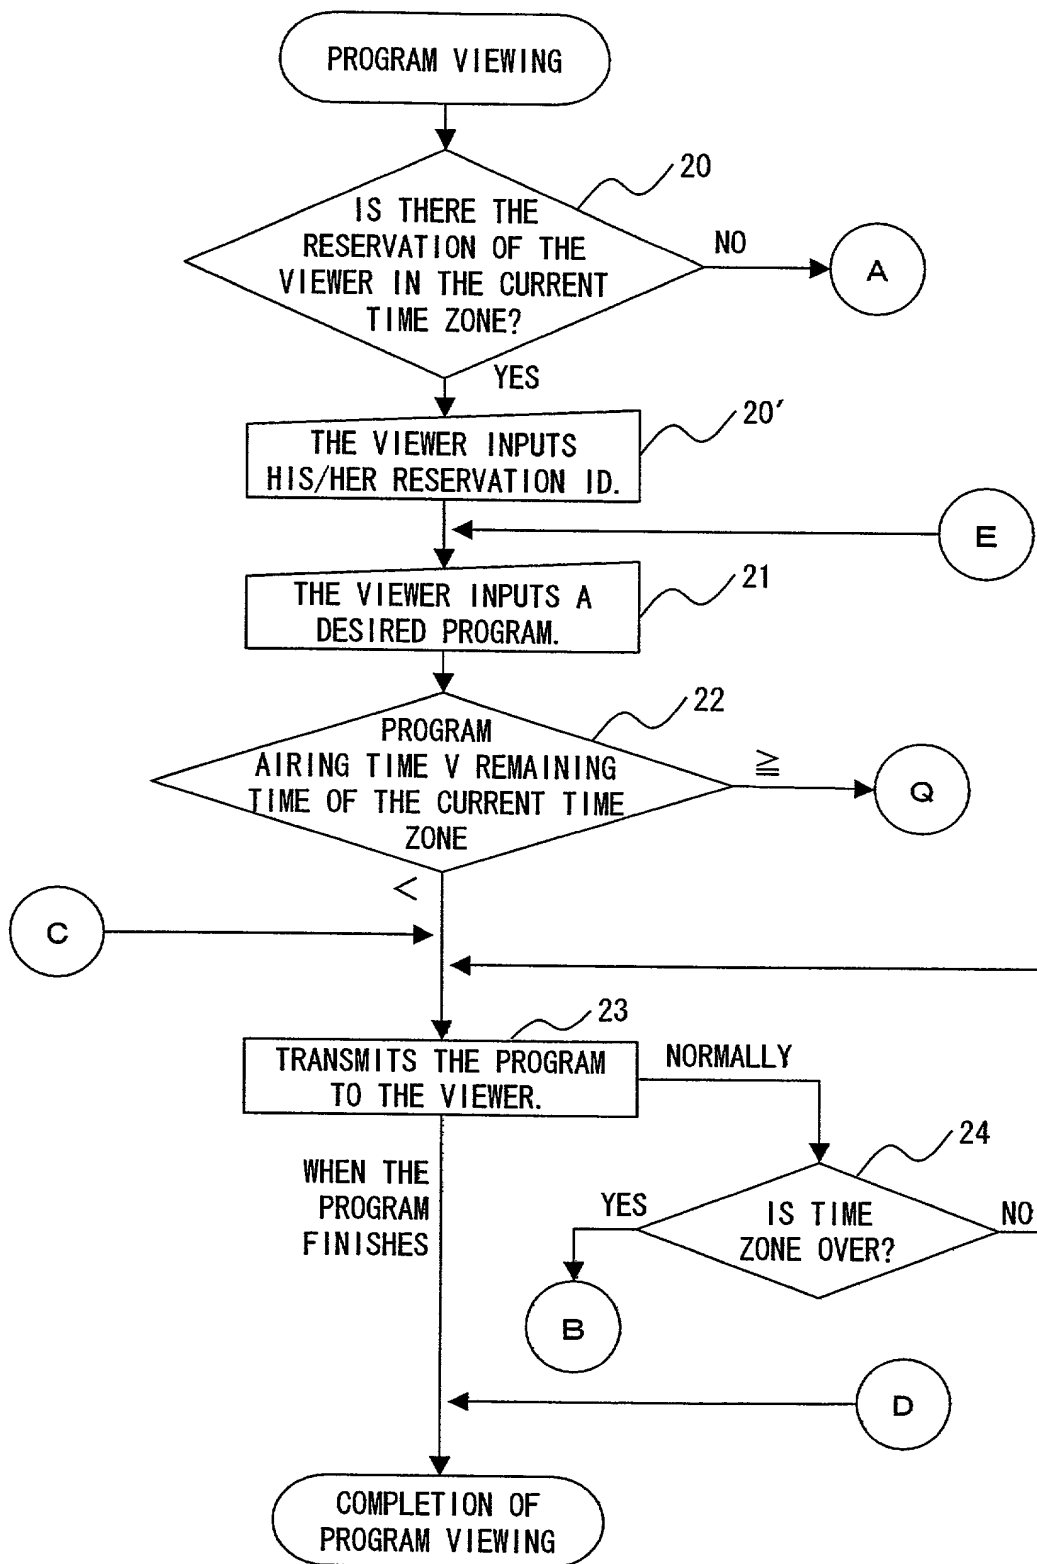 PROGRAM VIEWING
20
IS THERE THE
RESERVATION OF THE
VIEWER IN THE CURRENT
TIME ZONE?
NO
A
YES
20'
THE VIEWER INPUTS
HIS/HER RESERVATION ID.
E
21
THE VIEWER INPUTS A
DESIRED PROGRAM.
22
PROGRAM
AIRING TIME V REMAINING
TIME OF THE CURRENT TIME
ZONE
≧
Q
<
C
23
TRANSMITS THE PROGRAM
TO THE VIEWER.
NORMALLY
24
WHEN THE
PROGRAM
FINISHES
YES
IS TIME
ZONE OVER?
NO
B
D
COMPLETION OF
PROGRAM VIEWING